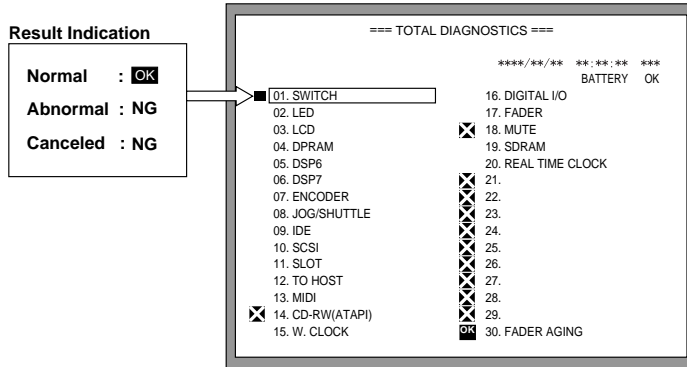 Result Indication
Normal : OK
Abnormal : NG
Canceled : NG
=== TOTAL DIAGNOSTICS ===
****/**/** **:**:** ***
BATTERY OK
01. SWITCH
02. LED
03. LCD
04. DPRAM
05. DSP6
06. DSP7
07. ENCODER
08. JOG/SHUTTLE
09. IDE
10. SCSI
11. SLOT
12. TO HOST
13. MIDI
14. CD-RW(ATAPI)
15. W. CLOCK
16. DIGITAL I/O
17. FADER
18. MUTE
19. SDRAM
20. REAL TIME CLOCK
21.
22.
23.
24.
25.
26.
27.
28.
29.
OK 30. FADER AGING